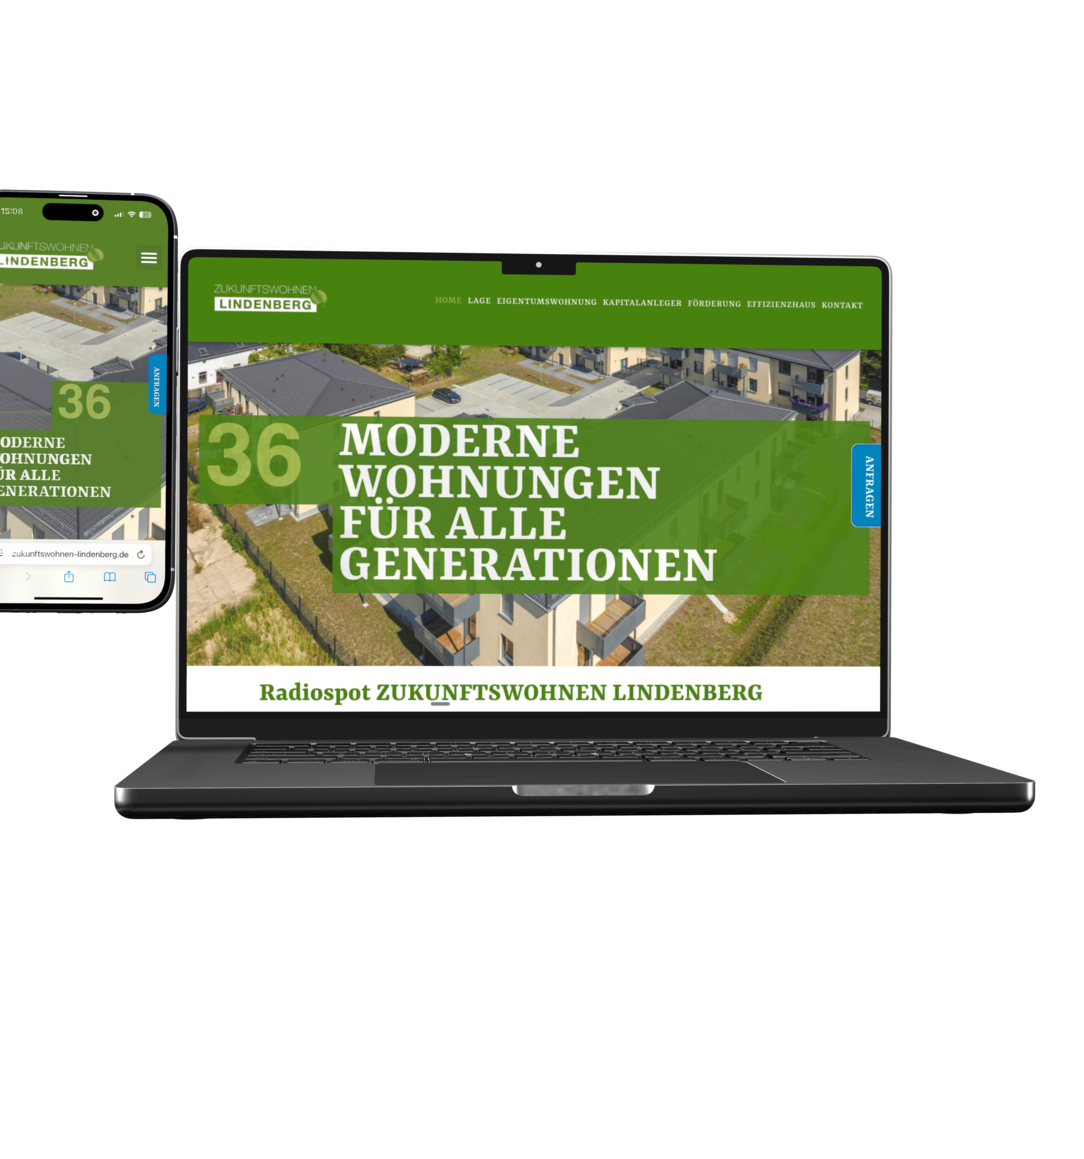 15:08
UKUNFTSWOHNEN
LINDENBERG
36
ODERNE
OHNUNGEN
ÜR ALLE
ENERATIONEN
ANFRAGEN
zukunftswohnen-lindenberg.de
ZUKUNFTSWOHNEN
LINDENBERG
HOME LAGE EIGENTUMSWOHNUNG KAPITALANLEGER FÖRDERUNG EFFIZIENZHAUS KONTAKT
36
MODERNE
WOHNUNGEN
FÜR ALLE
GENERATIONEN
ANFRAGEN
Radiospot ZUKUNFTSWOHNEN LINDENBERG